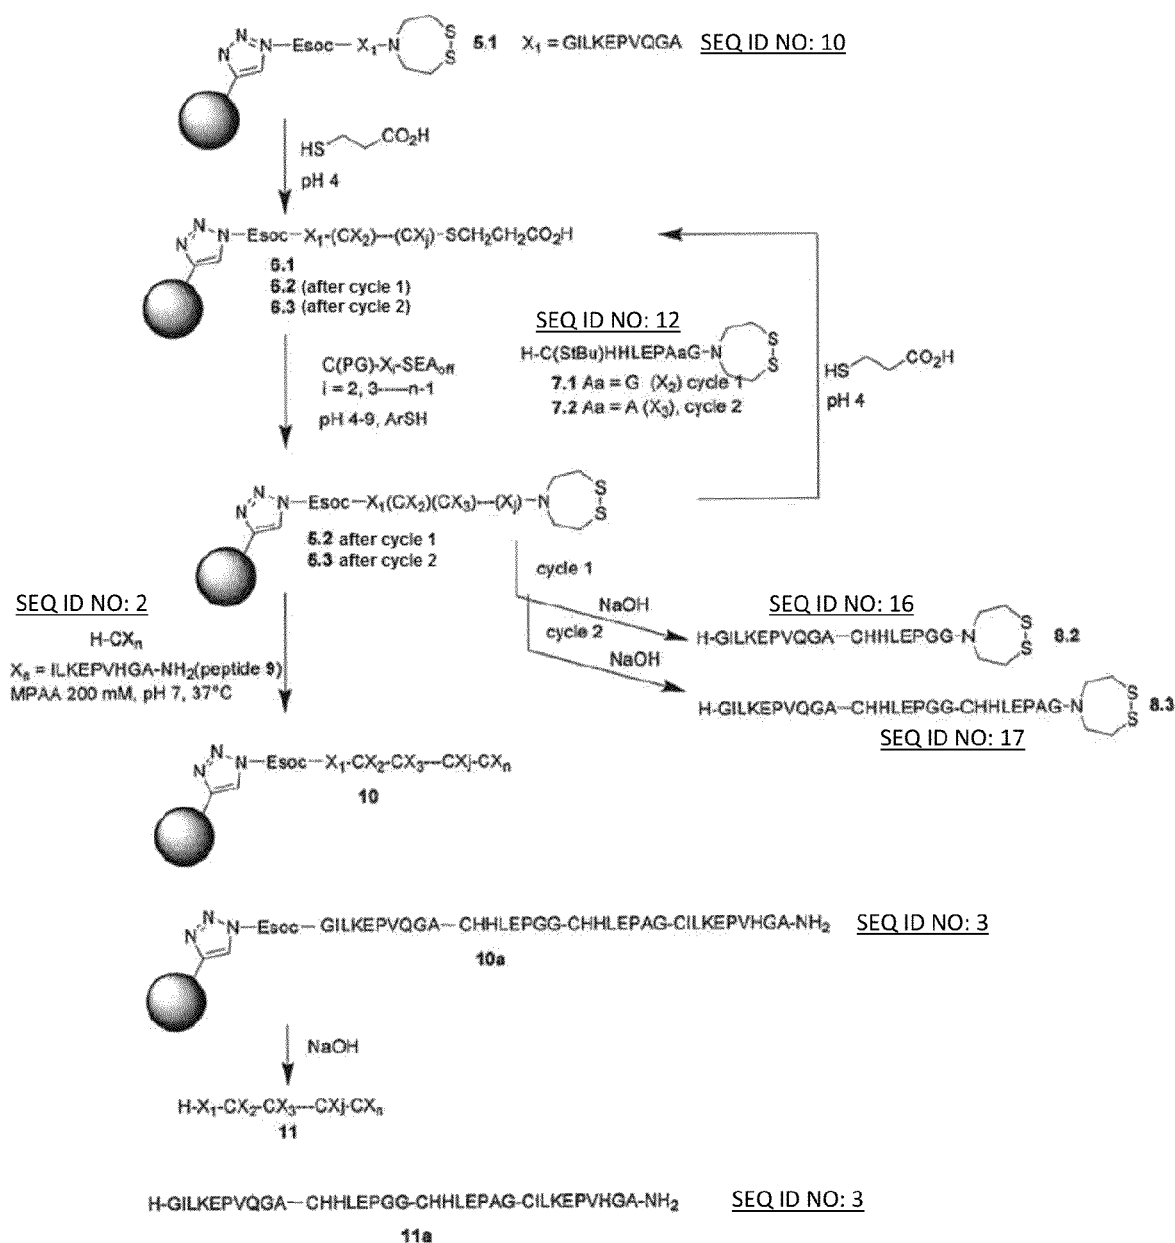 N N N—Esoc—X1—N S S 5.1 X1 = GILKEPVQGA SEQ ID NO: 10
HS CO2H
pH 4
N N N—Esoc—X1-(CX2)----(CXj)-SCH2CH2CO2H
6.1
6.2 (after cycle 1)
6.3 (after cycle 2)
SEQ ID NO: 12
H-C(StBu)HHLEPAaG-N S S
7.1 Aa = G (X2) cycle 1
7.2 Aa = A (X3), cycle 2
HS CO2H
pH 4
C(PG)-Xi-SEAoff
i = 2, 3-----n-1
pH 4-9, ArSH
N N N—Esoc—X1(CX2)(CX3)----(Xj)-N S S
5.2 after cycle 1
5.3 after cycle 2
cycle 1
NaOH
cycle 2
NaOH
SEQ ID NO: 16
H-GILKEPVQGA—CHHLEPGG-N S S 8.2
H-GILKEPVQGA—CHHLEPGG-CHHLEPAG-N S S 8.3
SEQ ID NO: 17
SEQ ID NO: 2
H-CXn
Xn = ILKEPVHGA-NH2(peptide 9)
MPAA 200 mM, pH 7, 37°C
N N N—Esoc—X1-CX2-CX3----CXj-CXn
10
N N N—Esoc—GILKEPVQGA—CHHLEPGG-CHHLEPAG-CILKEPVHGA-NH2 SEQ ID NO: 3
10a
NaOH
H-X1-CX2-CX3----CXj-CXn
11
H-GILKEPVQGA—CHHLEPGG-CHHLEPAG-CILKEPVHGA-NH2 SEQ ID NO: 3
11a